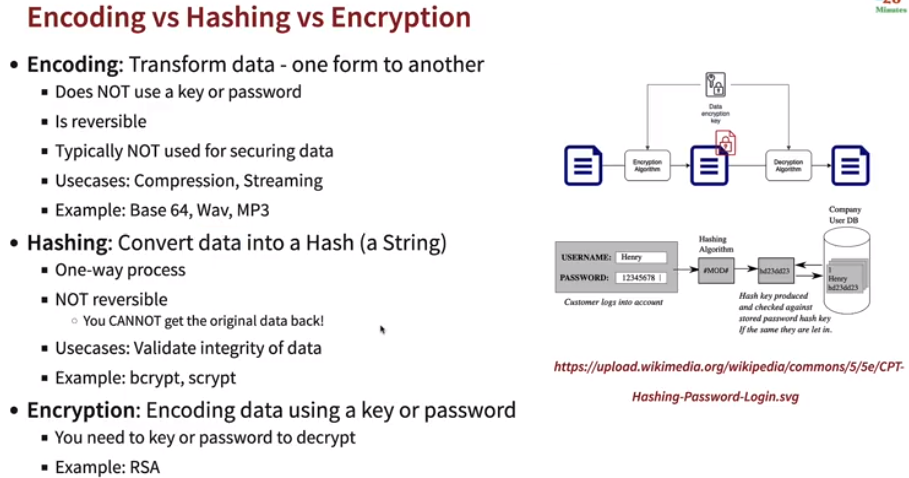 Encoding vs Hashing vs Encryption
Minutes
• Encoding: Transform data - one form to another
▪ Does NOT use a key or password
▪ Is reversible
▪ Typically NOT used for securing data
▪ Usecases: Compression, Streaming
▪ Example: Base 64, Wav, MP3
• Hashing: Convert data into a Hash (a String)
▪ One-way process
▪ NOT reversible
◦ You CANNOT get the original data back!
▪ Usecases: Validate integrity of data
▪ Example: bcrypt, scrypt
• Encryption: Encoding data using a key or password
▪ You need to key or password to decrypt
▪ Example: RSA
Data
encryption
key
Encryption
Algorithm
Decryption
Algorithm
Company
User DB
Hashing
Algorithm
USERNAME: Henry
PASSWORD: 12345678
#MOD#
hd23dd23
1
Henry
hd23dd23
Customer logs into account
Hash key produced
and checked against
stored password hash key
If the same they are let in.
https://upload.wikimedia.org/wikipedia/commons/5/5e/CPT-
Hashing-Password-Login.svg